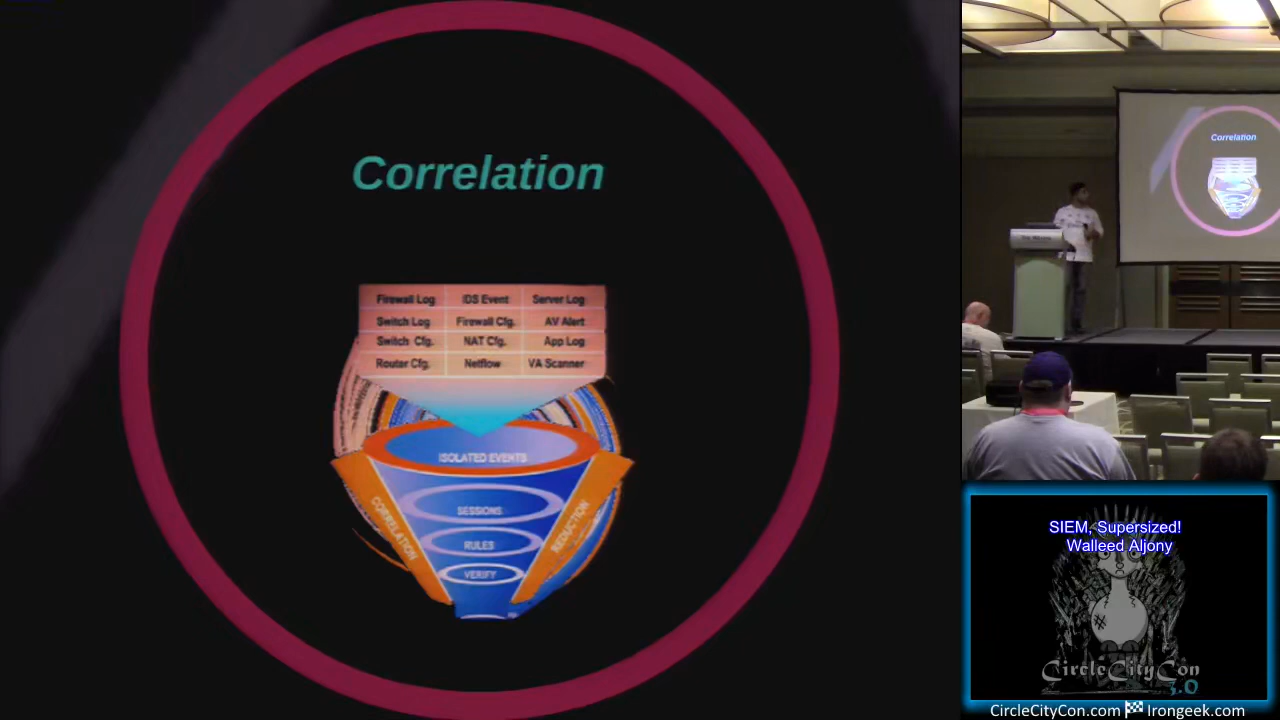 Correlation
Firewall Log IDS Event Server Log
Switch Log Firewall Cfg. AV Alert
Switch Cfg. NAT Cfg. App Log
Router Cfg. Netflow VA Scanner
ISOLATED EVENTS
SESSIONS
RULES
VERIFY
CORRELATION
REDUCTION
Correlation
SIEM, Supersized!
Walleed Aljony
CircleCityCon
3.0
CircleCityCon.com Irongeek.com